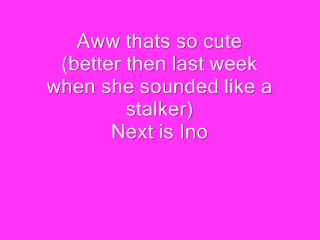 Aww thats so cute
(better then last week
when she sounded like a
stalker)
Next is Ino